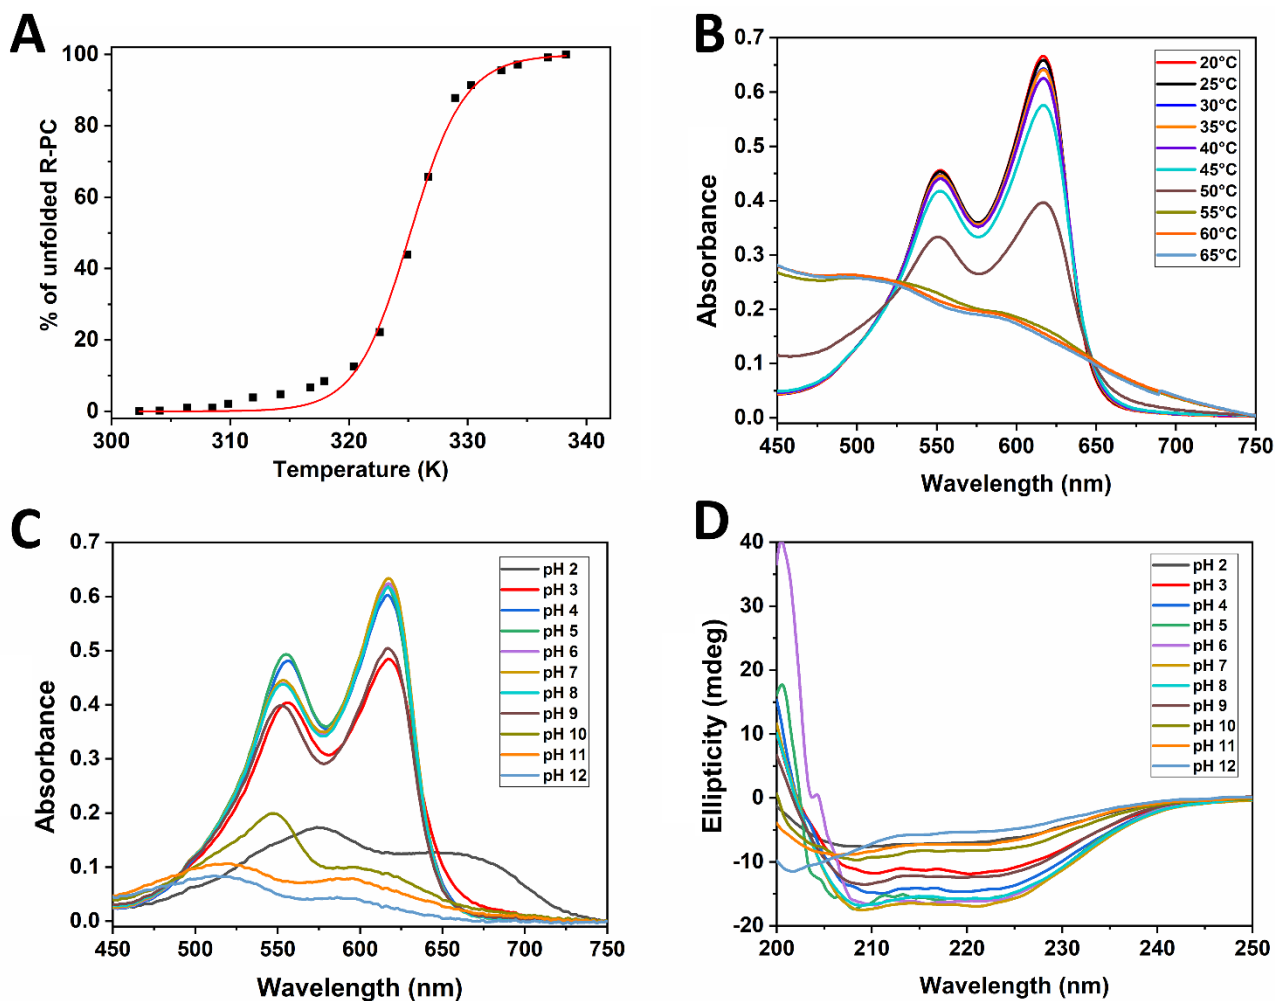 A
100
80
60
40
20
0
% of unfolded R-PC
300
310
320
330
340
Temperature (K)
B
0.7
0.6
0.5
0.4
0.3
0.2
0.1
0.0
Absorbance
20°C
25°C
30°C
35°C
40°C
45°C
50°C
55°C
60°C
65°C
450
500
550
600
650
700
750
Wavelength (nm)
C
0.7
0.6
0.5
0.4
0.3
0.2
0.1
0.0
Absorbance
pH 2
pH 3
pH 4
pH 5
pH 6
pH 7
pH 8
pH 9
pH 10
pH 11
pH 12
450
500
550
600
650
700
750
Wavelength (nm)
D
40
30
20
10
0
-10
-20
Ellipticity (mdeg)
pH 2
pH 3
pH 4
pH 5
pH 6
pH 7
pH 8
pH 9
pH 10
pH 11
pH 12
200
210
220
230
240
250
Wavelength (nm)